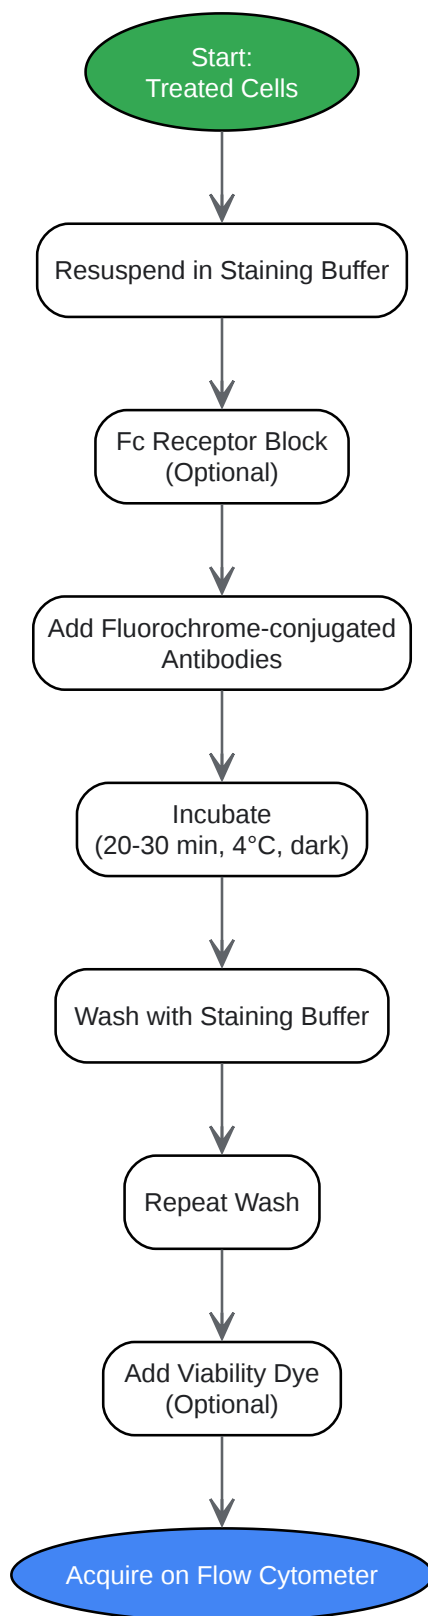 Start:
Treated Cells
Resuspend in Staining Buffer
Fc Receptor Block
(Optional)
Add Fluorochrome-conjugated
Antibodies
Incubate
(20-30 min, 4°C, dark)
Wash with Staining Buffer
Repeat Wash
Add Viability Dye
(Optional)
Acquire on Flow Cytometer